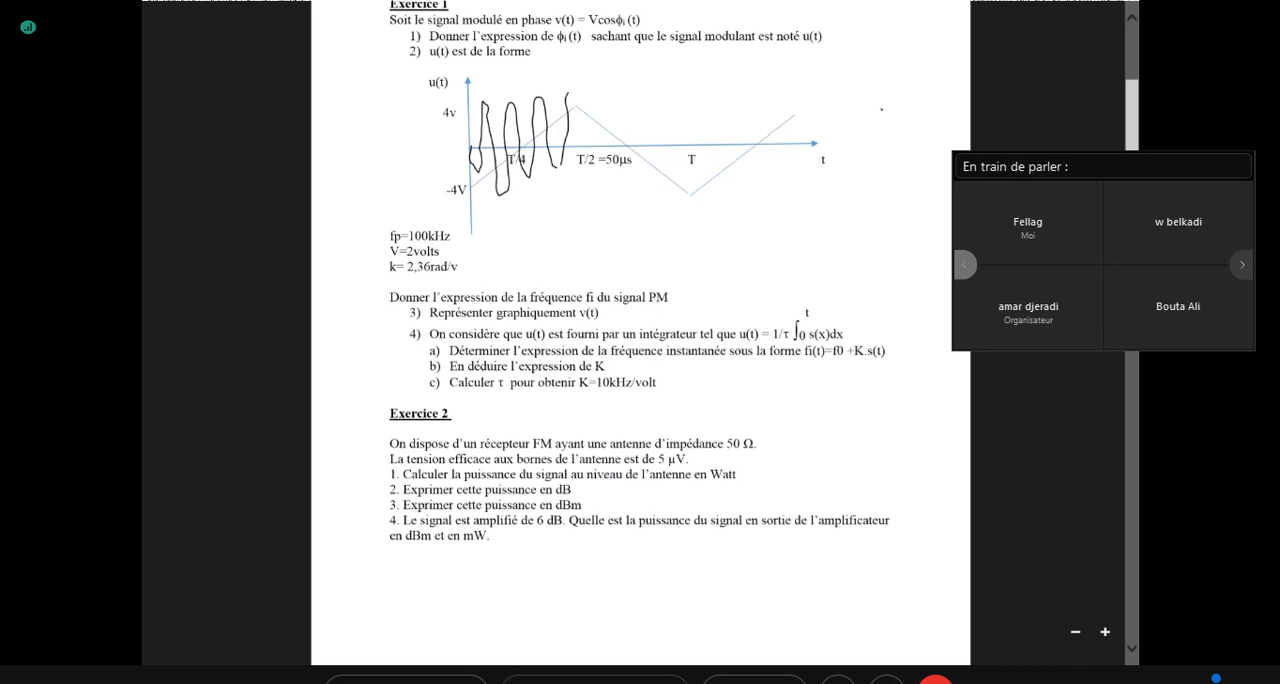 Exercice 1
Soit le signal modulé en phase v(t) = Vcosϕi (t)
1) Donner l'expression de ϕi (t) sachant que le signal modulant est noté u(t)
2) u(t) est de la forme
u(t)
4v
T/4
T/2 =50µs
T
t
-4V
fp=100kHz
V=2volts
k= 2,36rad/v
Donner l'expression de la fréquence fi du signal PM
3) Représenter graphiquement v(t)
4) On considère que u(t) est fourni par un intégrateur tel que u(t) = 1/τ ∫0 t s(x)dx
a) Déterminer l'expression de la fréquence instantanée sous la forme fi(t)=f0 +K.s(t)
b) En déduire l'expression de K
c) Calculer τ pour obtenir K=10kHz/volt
Exercice 2
On dispose d'un récepteur FM ayant une antenne d'impédance 50 Ω.
La tension efficace aux bornes de l'antenne est de 5 µV.
1. Calculer la puissance du signal au niveau de l'antenne en Watt
2. Exprimer cette puissance en dB
3. Exprimer cette puissance en dBm
4. Le signal est amplifié de 6 dB. Quelle est la puissance du signal en sortie de l'amplificateur
en dBm et en mW.
En train de parler :
Fellag
Moi
w belkadi
amar djeradi
Organisateur
Bouta Ali